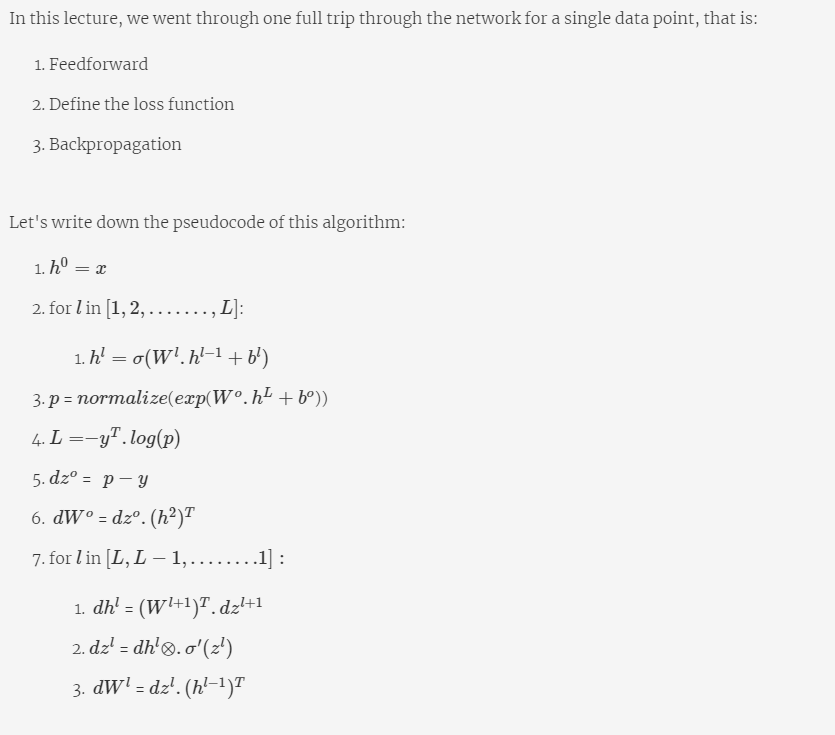 In this lecture, we went through one full trip through the network for a single data point, that is:
1. Feedforward
2. Define the loss function
3. Backpropagation
Let's write down the pseudocode of this algorithm:
1. h⁰ = x
2. for l in [1, 2, ......., L]:
1. hˡ = σ(Wˡ. hˡ⁻¹ + bˡ)
3. p = normalize(exp(Wᵒ. hᴸ + bᵒ))
4. L =−yᵀ. log(p)
5. dzᵒ = p − y
6. dWᵒ = dzᵒ. (h²)ᵀ
7. for l in [L, L − 1, ........1] :
1. dhˡ = (Wˡ⁺¹)ᵀ. dzˡ⁺¹
2. dzˡ = dhˡ⊗. σ′(zˡ)
3. dWˡ = dzˡ. (hˡ⁻¹)ᵀ